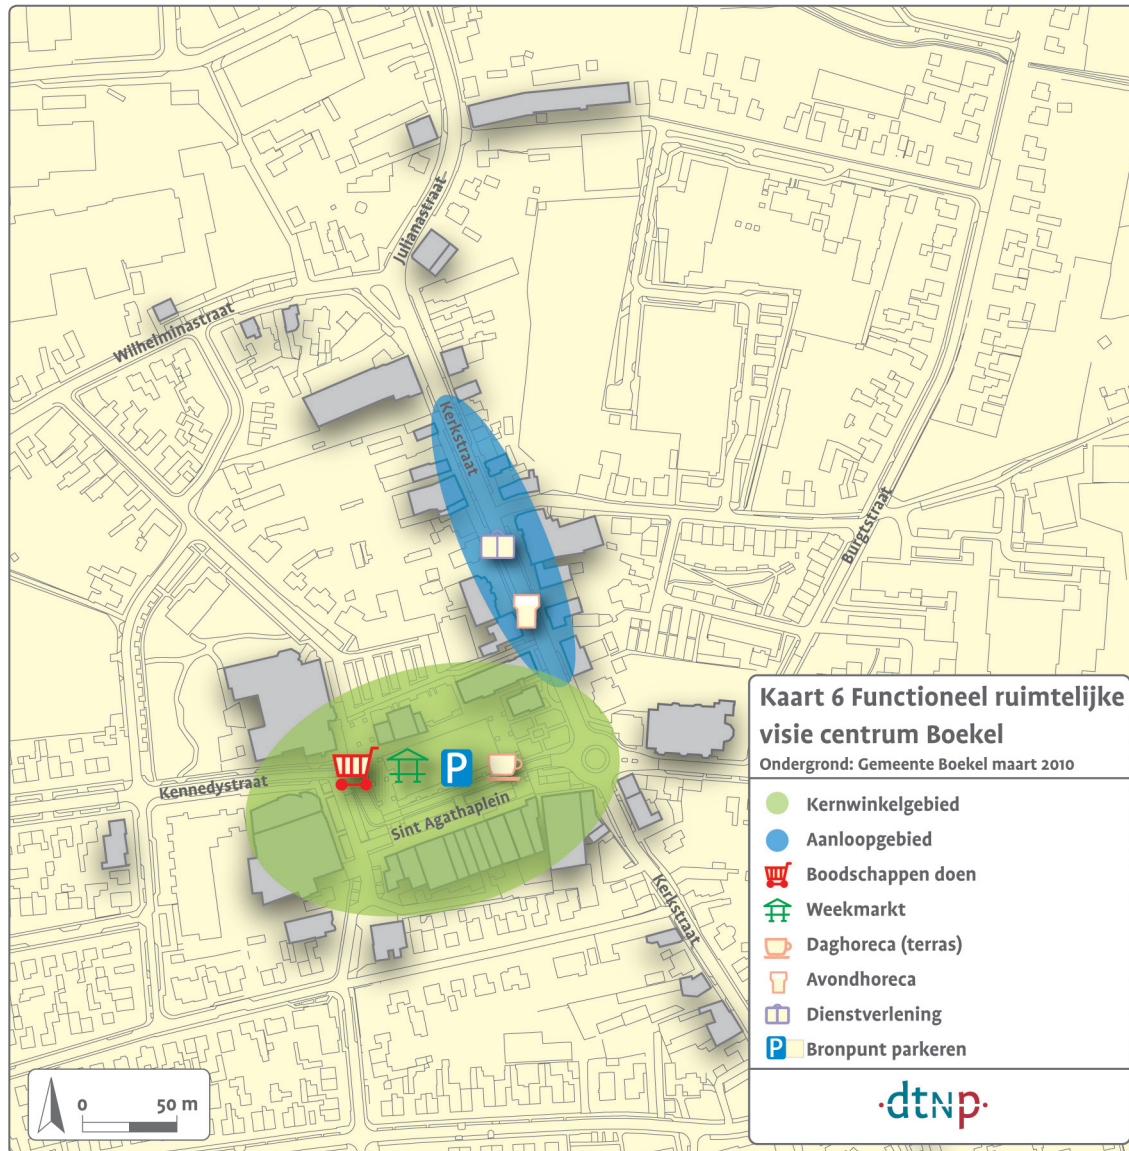 Julianastraat
Wilhelminastraat
Kerkstraat
Burgtstraat
Kennedystraat
P
Sint Agathaplein
Kerkstraat
Kaart 6 Functioneel ruimtelijke
visie centrum Boekel
Ondergrond: Gemeente Boekel maart 2010
Kernwinkelgebied
Aanloopgebied
Boodschappen doen
Weekmarkt
Daghoreca (terras)
Avondhoreca
Dienstverlening
P Bronpunt parkeren
0 50 m
·dtnp·